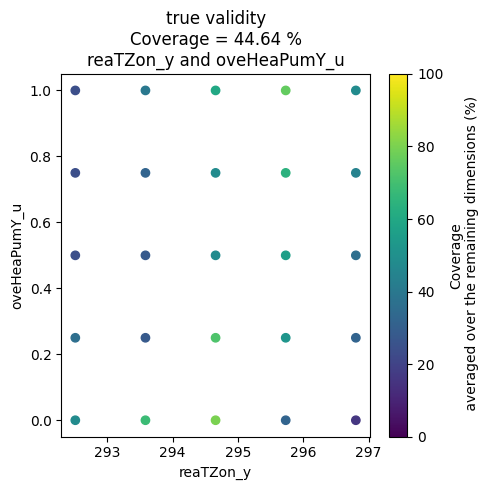 true validity
Coverage = 44.64 %
reaTZon_y and oveHeaPumY_u
1.0
0.8
0.6
0.4
0.2
0.0
oveHeaPumY_u
293
294
295
296
297
reaTZon_y
100
80
60
40
20
0
Coverage
averaged over the remaining dimensions (%)